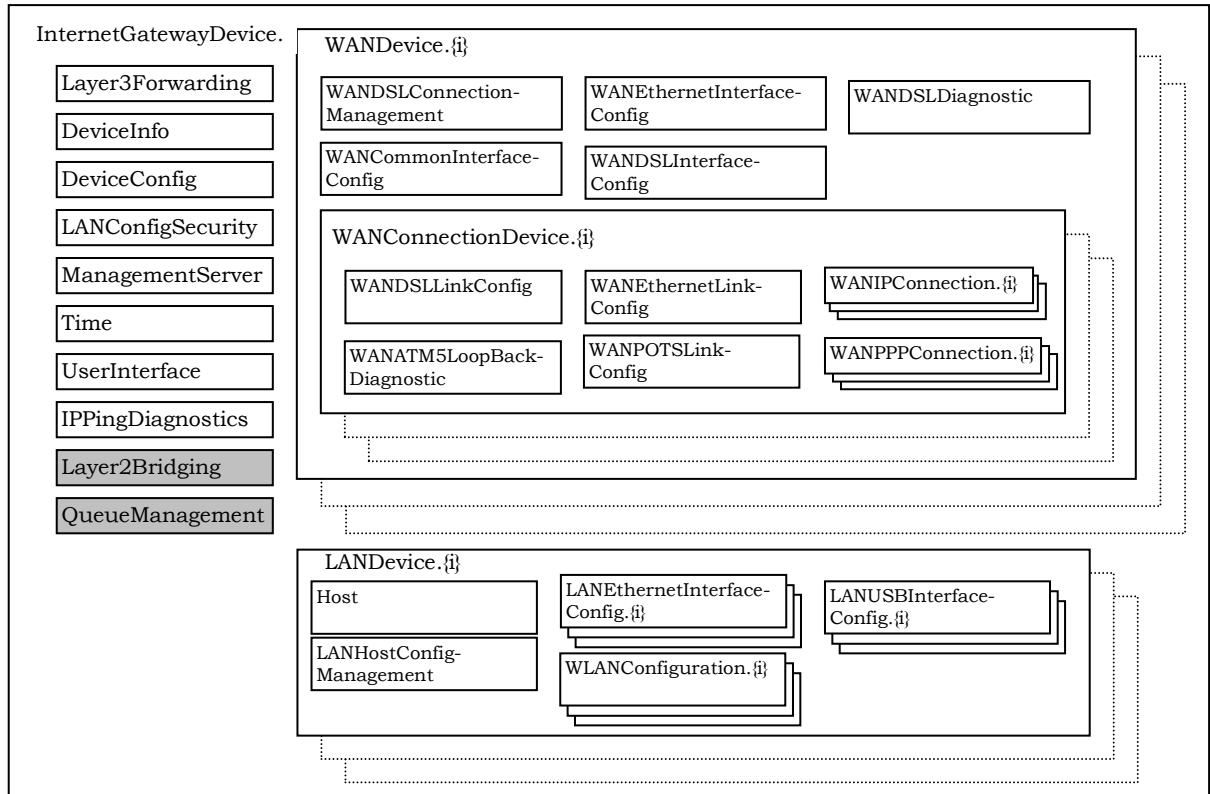 InternetGatewayDevice.
Layer3Forwarding
DeviceInfo
DeviceConfig
LANConfigSecurity
ManagementServer
Time
UserInterface
IPPingDiagnostics
Layer2Bridging
QueueManagement
WANDevice.{i}
WANDSLConnection-
Management
WANEthernetInterface-
Config
WANDSLDiagnostic
WANCommonInterface-
Config
WANDSLInterface-
Config
WANConnectionDevice.{i}
WANDSLLinkConfig
WANEthernetLink-
Config
WANIPConnection.{i}
WANATM5LoopBack-
Diagnostic
WANPOTSLink-
Config
WANPPPConnection.{i}
LANDevice.{i}
Host
LANEthernetInterface-
Config.{i}
LANUSBInterface-
Config.{i}
LANHostConfig-
Management
WLANConfiguration.{i}